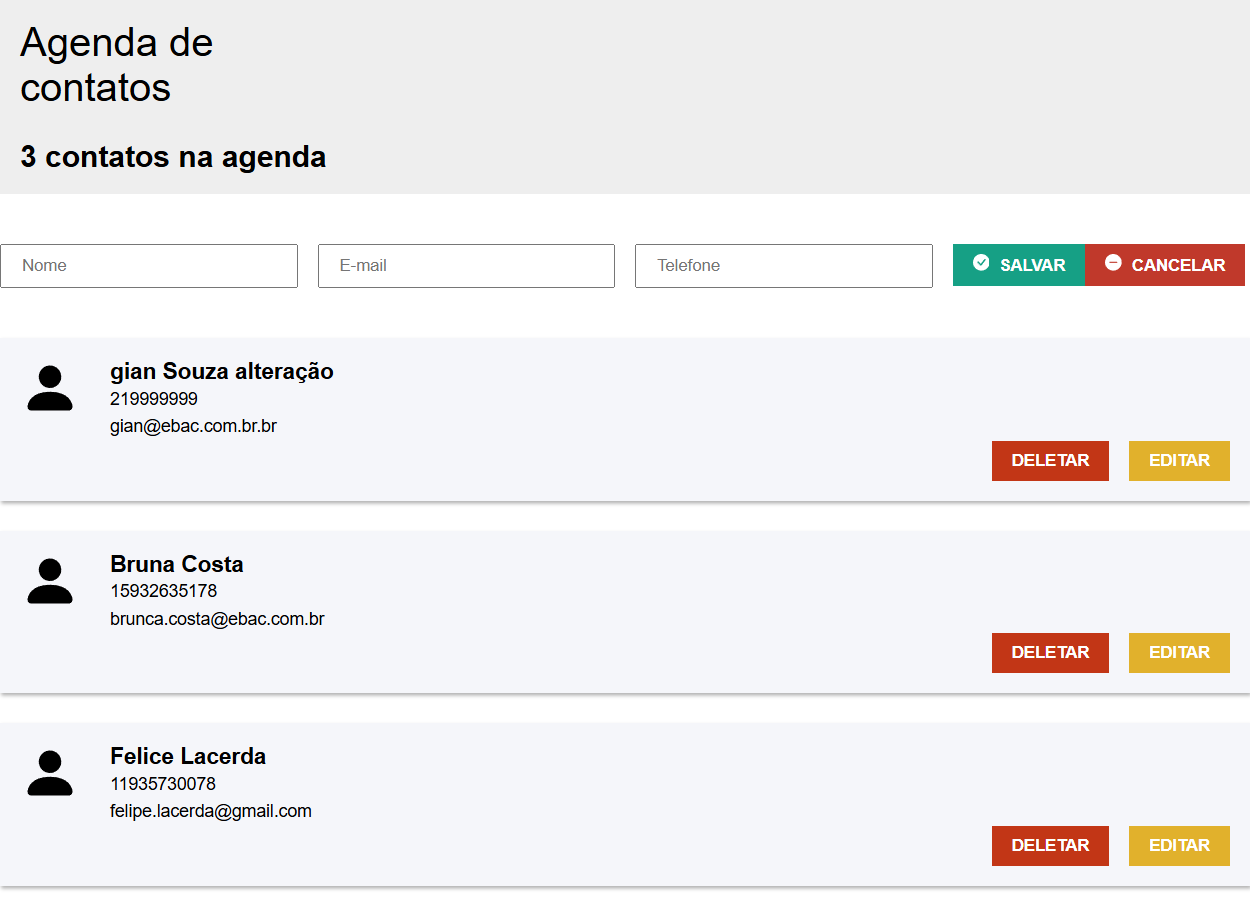 Agenda de
contatos
3 contatos na agenda
Nome E-mail Telefone SALVAR CANCELAR
gian Souza alteração
219999999
gian@ebac.com.br.br
DELETAR EDITAR
Bruna Costa
15932635178
brunca.costa@ebac.com.br
DELETAR EDITAR
Felice Lacerda
11935730078
felipe.lacerda@gmail.com
DELETAR EDITAR